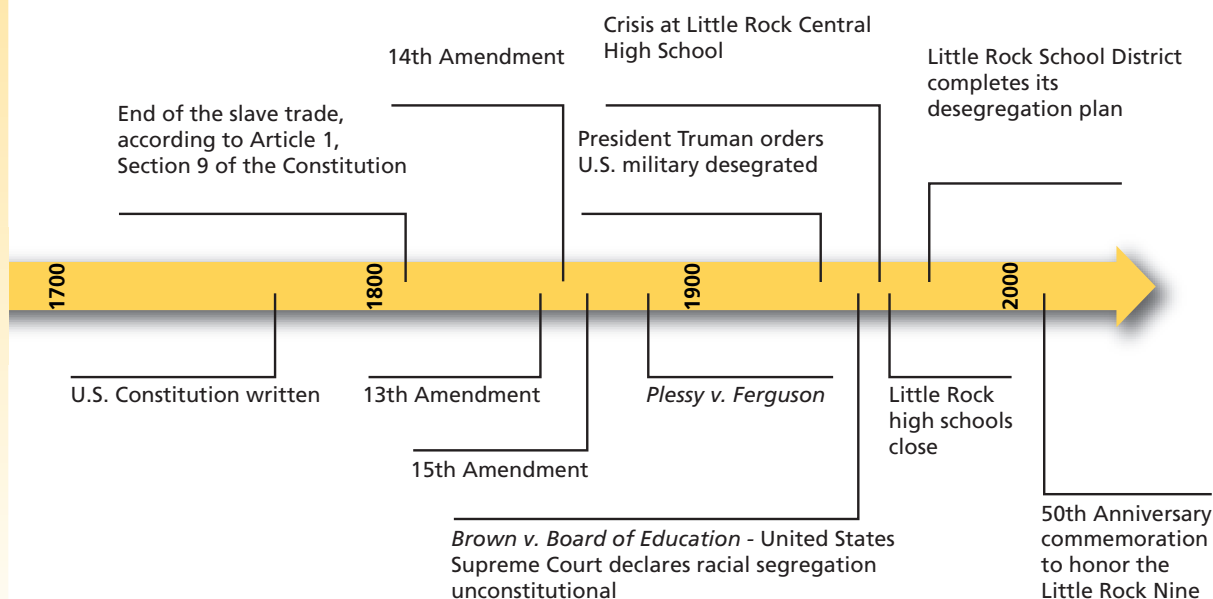 Crisis at Little Rock Central
High School
14th Amendment
Little Rock School District
completes its
desegregation plan
End of the slave trade,
according to Article 1,
Section 9 of the Constitution
President Truman orders
U.S. military desegrated
1700
1800
1900
2000
U.S. Constitution written
13th Amendment
Plessy v. Ferguson
Little Rock
high schools
close
15th Amendment
Brown v. Board of Education - United States
Supreme Court declares racial segregation
unconstitutional
50th Anniversary
commemoration
to honor the
Little Rock Nine